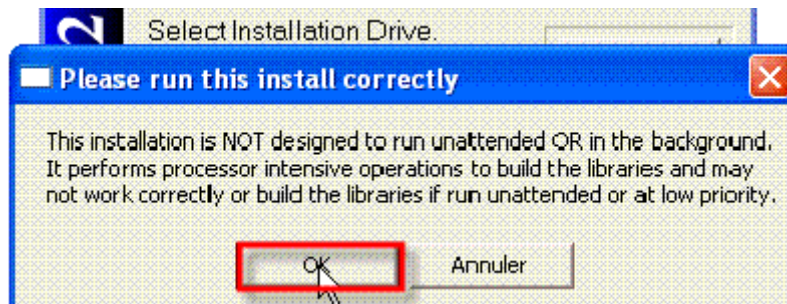 2
Select Installation Drive.
Please run this install correctly
This installation is NOT designed to run unattended OR in the background.
It performs processor intensive operations to build the libraries and may
not work correctly or build the libraries if run unattended or at low priority.
OK
Annuler